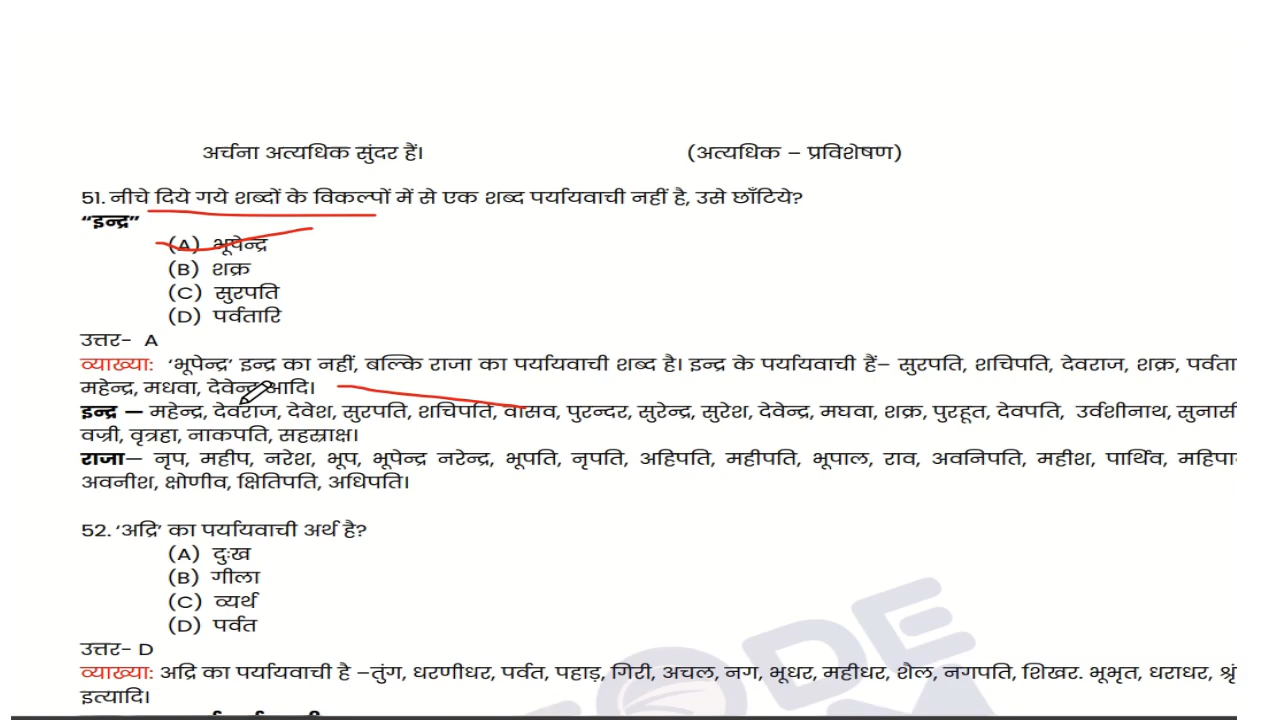 अर्चना अत्यधिक सुंदर हैं। (अत्यधिक – प्रविशेषण)
51. नीचे दिये गये शब्दों के विकल्पों में से एक शब्द पर्यायवाची नहीं है, उसे छाँटिये?
“इन्द्र”
(A) भूपेन्द्र
(B) शक्र
(C) सुरपति
(D) पर्वतारि
उत्तर- A
व्याख्या: ‘भूपेन्द्र’ इन्द्र का नहीं, बल्कि राजा का पर्यायवाची शब्द है। इन्द्र के पर्यायवाची हैं– सुरपति, शचिपति, देवराज, शक्र,
महेन्द्र, मधवा, देवेन्द्र आदि।
इन्द्र — महेन्द्र, देवराज, देवेश, सुरपति, शचिपति, वासव, पुरन्दर, सुरेन्द्र, सुरेश, देवेन्द्र, मघवा, शक्र, पुरहूत, देवपति, उर्वशीनाथ,
वज्री, वृत्रहा, नाकपति, सहस्राक्ष।
राजा— नृप, महीप, नरेश, भूप, भूपेन्द्र नरेन्द्र, भूपति, नृपति, अहिपति, महीपति, भूपाल, राव, अवनिपति, महीश, पार्थिव,
अवनीश, क्षोणीव, क्षितिपति, अधिपति।
52. ‘अद्रि’ का पर्यायवाची अर्थ है?
(A) दुःख
(B) गीला
(C) व्यर्थ
(D) पर्वत
उत्तर- D
व्याख्या: अद्रि का पर्यायवाची है –तुंग, धरणीधर, पर्वत, पहाड़, गिरी, अचल, नग, भूधर, महीधर, शैल, नगपति, शिखर. भूभृत, धराधर,
इत्यादि।